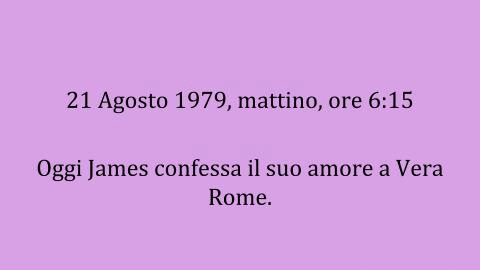 21 Agosto 1979, mattino, ore 6:15
Oggi James confessa il suo amore a Vera
Rome.